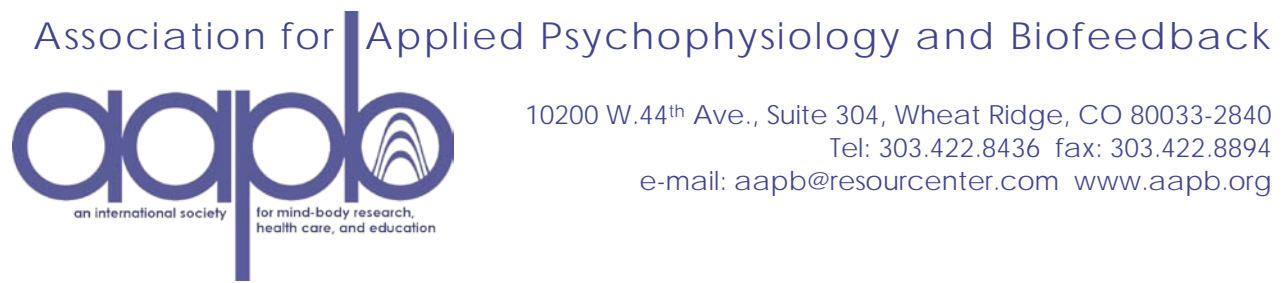 Association for Applied Psychophysiology and Biofeedback
10200 W.44th Ave., Suite 304, Wheat Ridge, CO 80033-2840
Tel: 303.422.8436 fax: 303.422.8894
e-mail: aapb@resourcenter.com www.aapb.org
aapb
an international society for mind-body research,
health care, and education